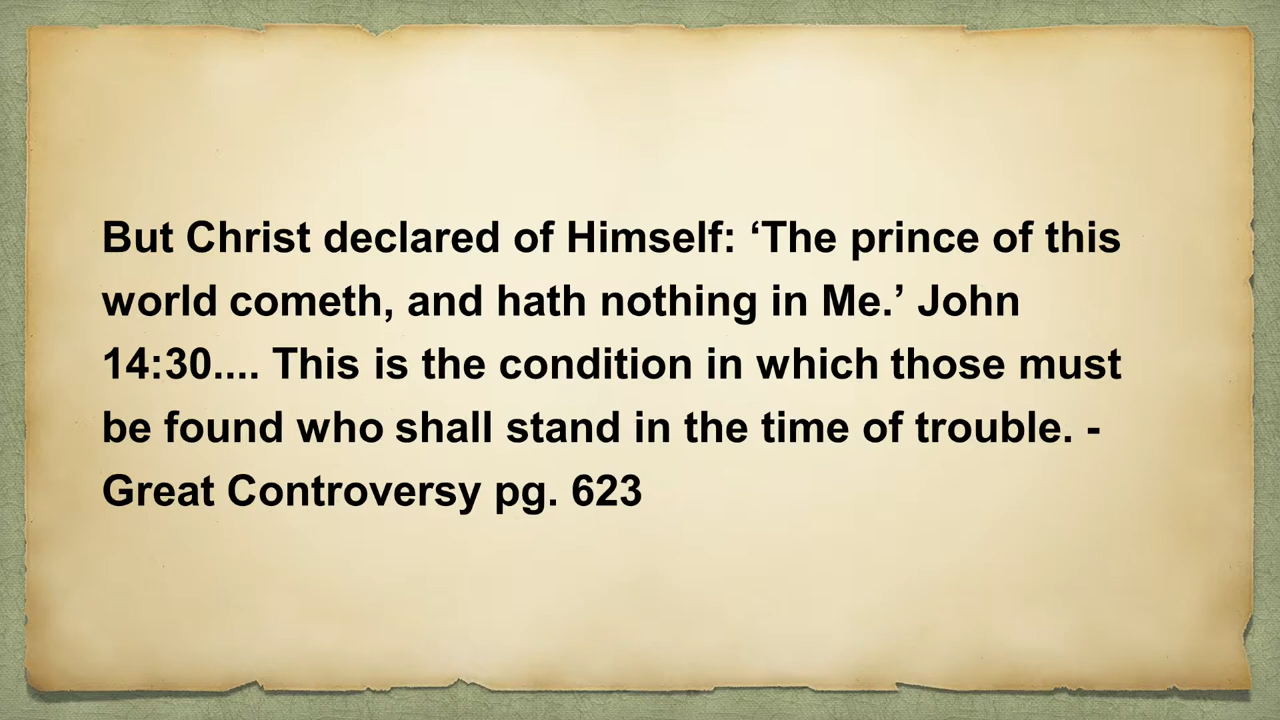 But Christ declared of Himself: ‘The prince of this
world cometh, and hath nothing in Me.’ John
14:30.... This is the condition in which those must
be found who shall stand in the time of trouble. -
Great Controversy pg. 623